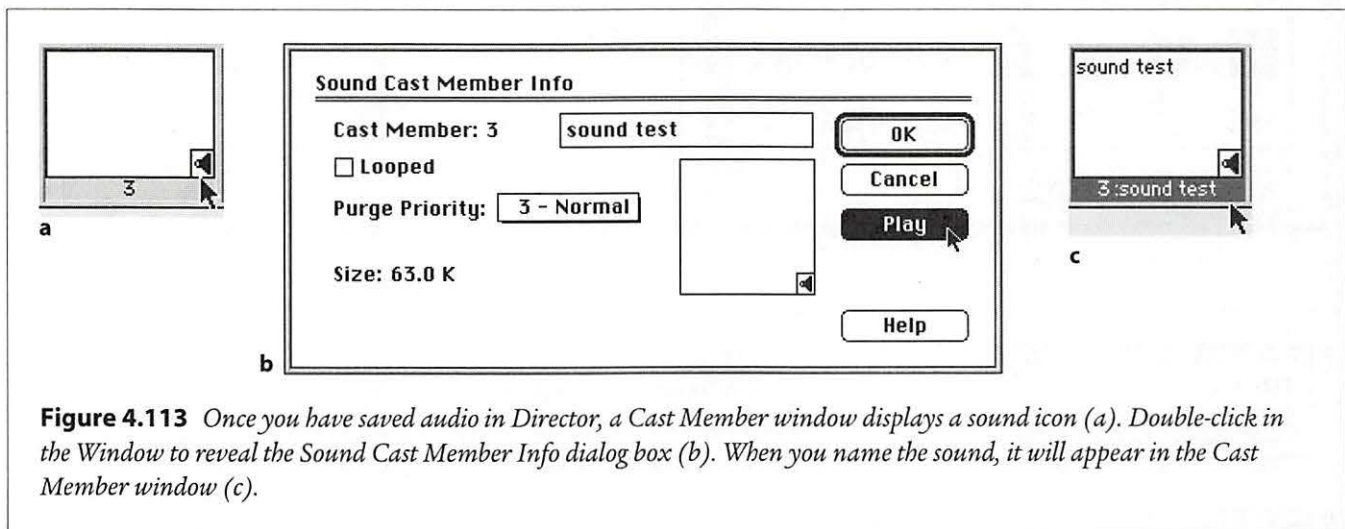 3
a
Sound Cast Member Info
Cast Member: 3
sound test
Looped
Purge Priority:
3 - Normal
Size: 63.0 K
OK
Cancel
Play
Help
b
sound test
3 :sound test
c
Figure 4.113 Once you have saved audio in Director, a Cast Member window displays a sound icon (a). Double-click in
the Window to reveal the Sound Cast Member Info dialog box (b). When you name the sound, it will appear in the Cast
Member window (c).